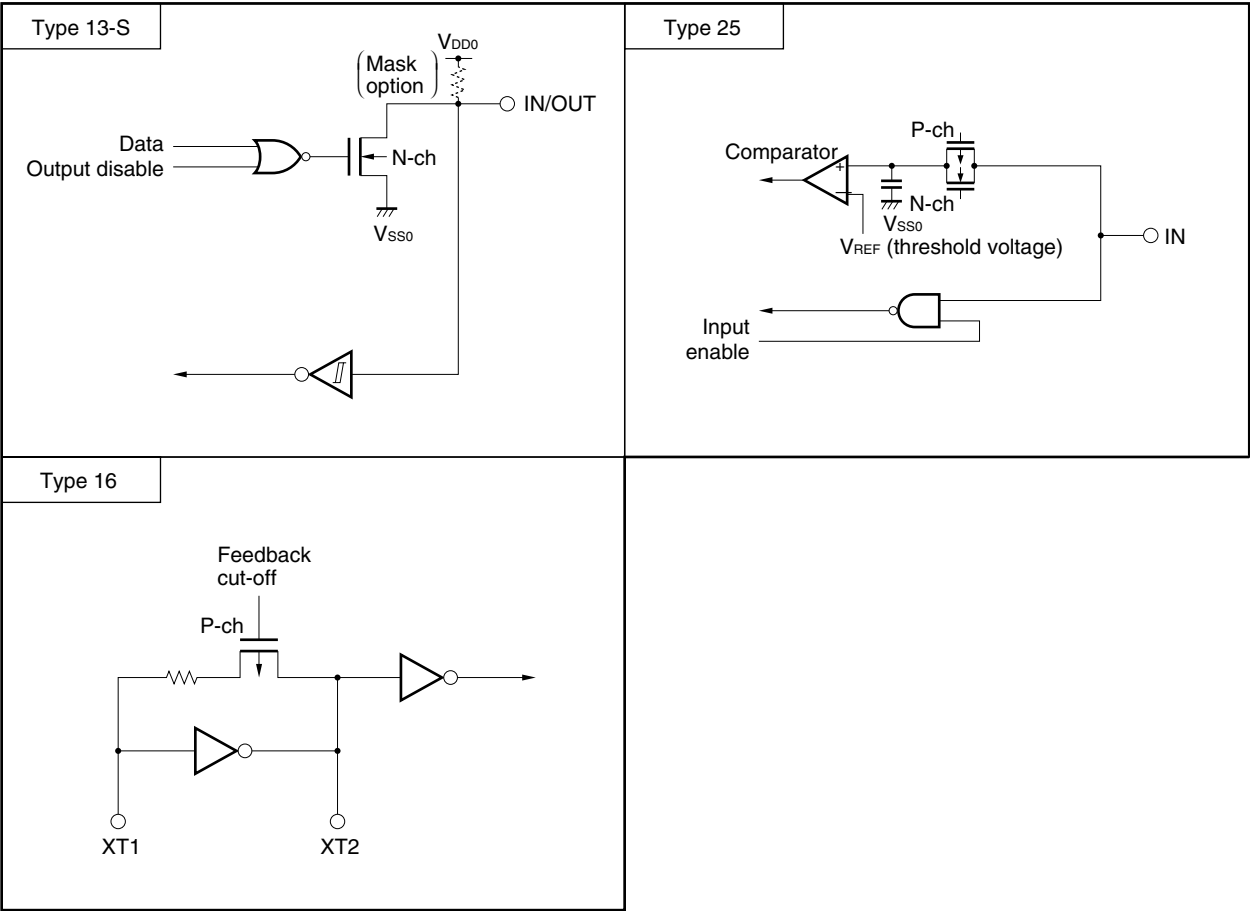 Type 13-S
VDD0
(Mask
option)
IN/OUT
Data
Output disable
N-ch
VSS0
Type 25
P-ch
Comparator
+
−
N-ch
VSS0
VREF (threshold voltage)
IN
Input
enable
Type 16
Feedback
cut-off
P-ch
XT1
XT2